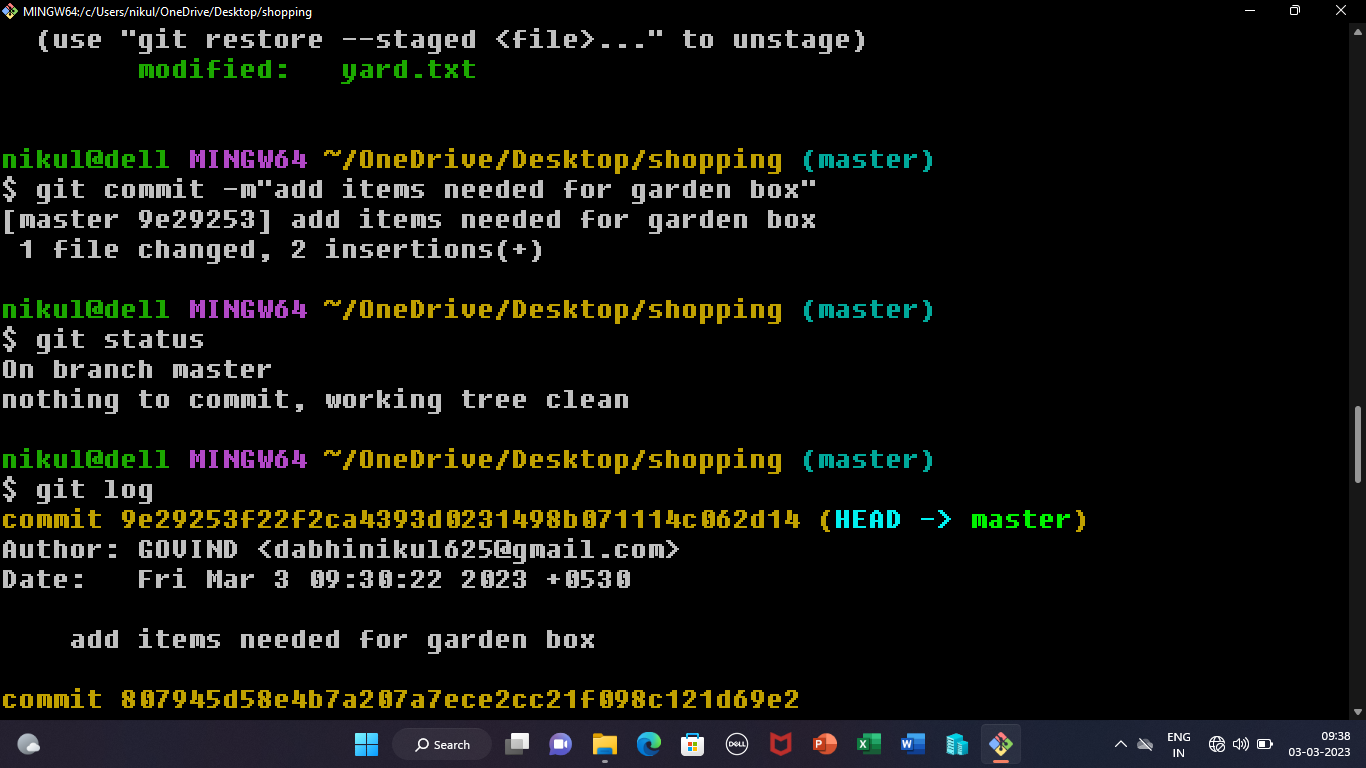 MINGW64:/c/Users/nikul/OneDrive/Desktop/shopping
(use "git restore --staged <file>..." to unstage)
modified:   yard.txt
nikul@dell MINGW64 ~/OneDrive/Desktop/shopping (master)
$ git commit -m"add items needed for garden box"
[master 9e29253] add items needed for garden box
1 file changed, 2 insertions(+)
nikul@dell MINGW64 ~/OneDrive/Desktop/shopping (master)
$ git status
On branch master
nothing to commit, working tree clean
nikul@dell MINGW64 ~/OneDrive/Desktop/shopping (master)
$ git log
commit 9e29253f22f2ca4393d0231498b071114c062d14 (HEAD -> master)
Author: GOVIND <dabhinikul625@gmail.com>
Date:   Fri Mar 3 09:30:22 2023 +0530
add items needed for garden box
commit 807945d58e4b7a207a7ece2cc21f098c121d69e2
Search
DELL
P
W
ENG
IN
09:38
03-03-2023